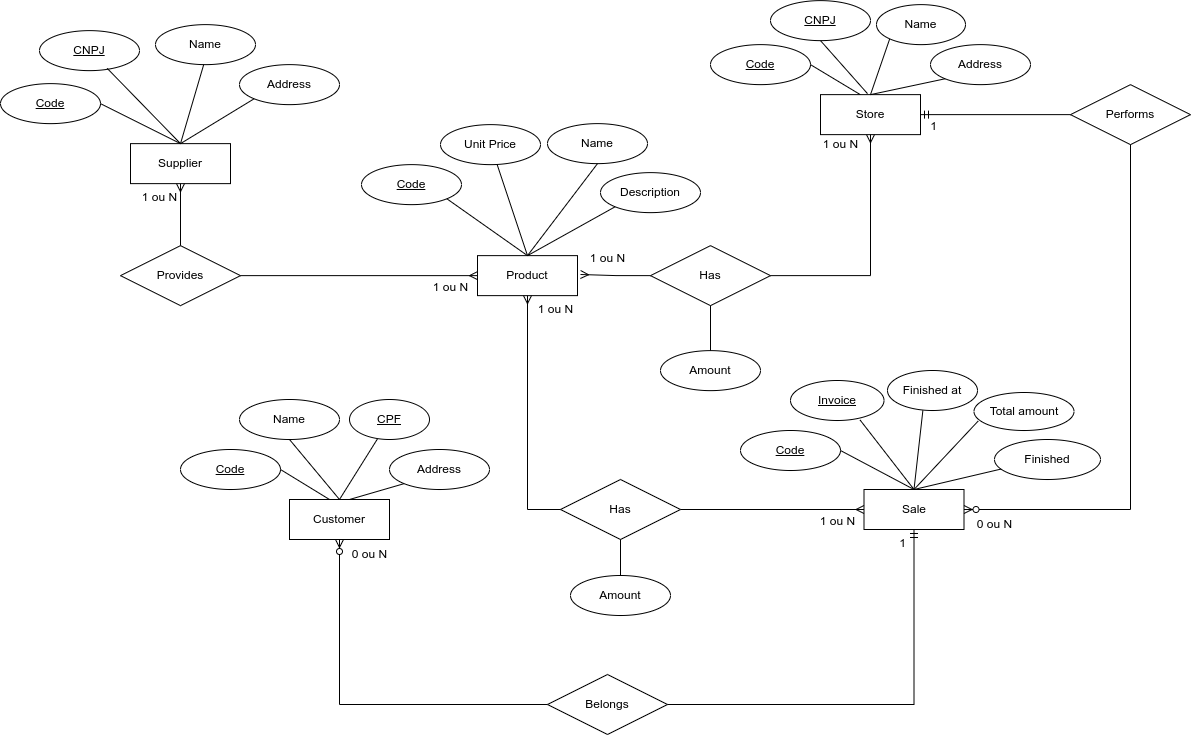 CNPJ
Name
Address
Code
Supplier
1 ou N
Provides
1 ou N
Unit Price
Name
Code
Description
Product
1 ou N
1 ou N
CNPJ
Name
Code
Address
Store
1
1 ou N
Performs
Has
Amount
Name
CPF
Code
Address
Customer
0 ou N
Has
Amount
1 ou N
Invoice
Finished at
Total amount
Code
Finished
Sale
0 ou N
1
Belongs